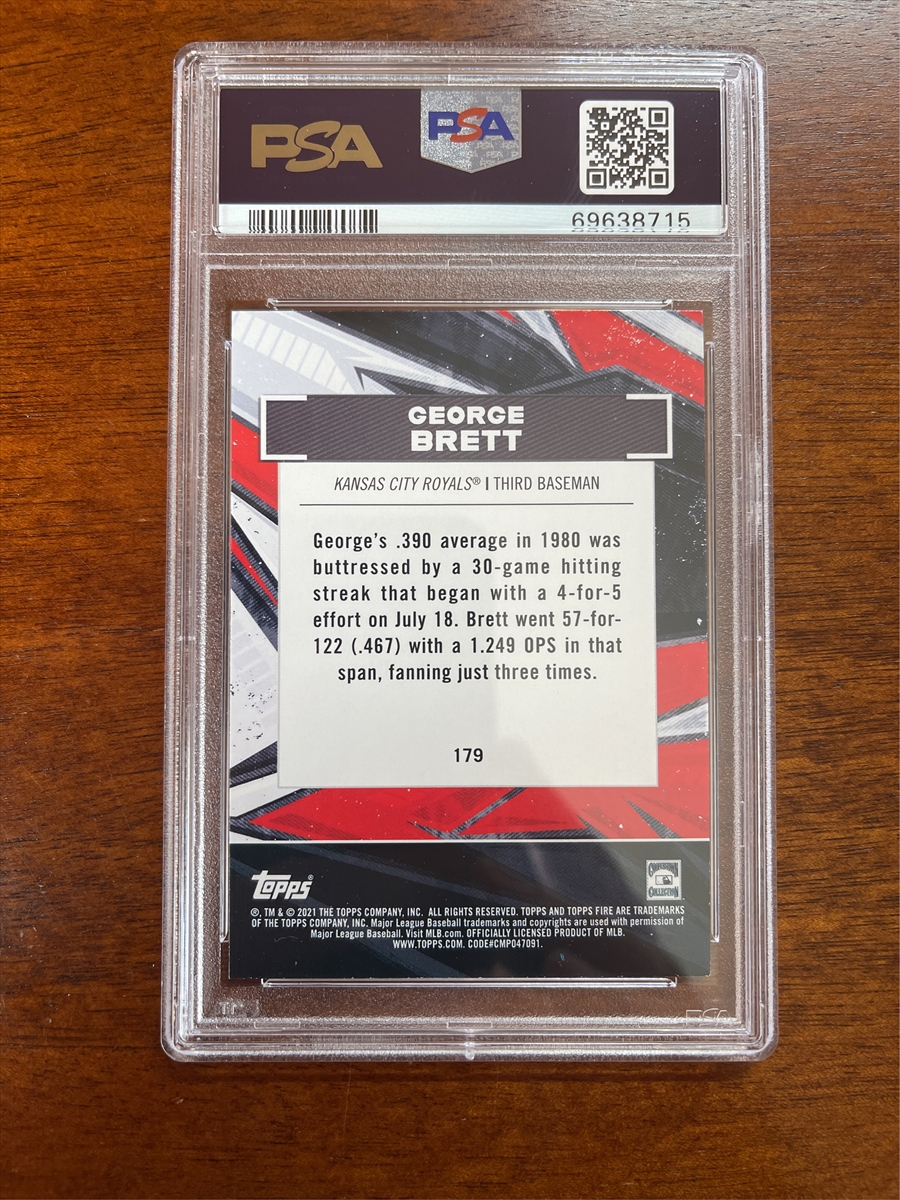 PSA
PSA
69638715
GEORGE
BRETT
KANSAS CITY ROYALS® | THIRD BASEMAN
George's .390 average in 1980 was
buttressed by a 30-game hitting
streak that began with a 4-for-5
effort on July 18. Brett went 57-for-
122 (.467) with a 1.249 OPS in that
span, fanning just three times.
179
Topps®
COOPERSTOWN
COLLECTION
®, TM & © 2021 THE TOPPS COMPANY, INC. ALL RIGHTS RESERVED. TOPPS AND TOPPS FIRE ARE TRADEMARKS
OF THE TOPPS COMPANY, INC. Major League Baseball trademarks and copyrights are used with permission of
Major League Baseball. Visit MLB.com. OFFICIALLY LICENSED PRODUCT OF MLB.
WWW.TOPPS.COM. CODE#CMP047091.
PSA